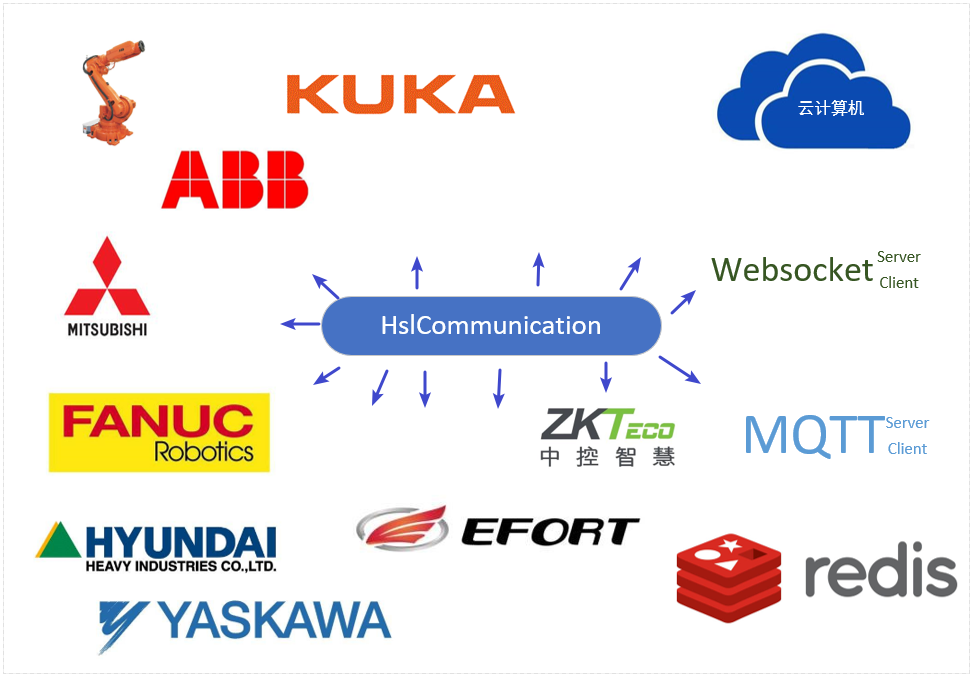 KUKA
云计算机
ABB
Websocket
Server
Client
MITSUBISHI
HslCommunication
FANUC
Robotics
ZKTECO
中控智慧
MQTT
Server
Client
HYUNDAI
HEAVY INDUSTRIES CO.,LTD.
EFORT
redis
YASKAWA